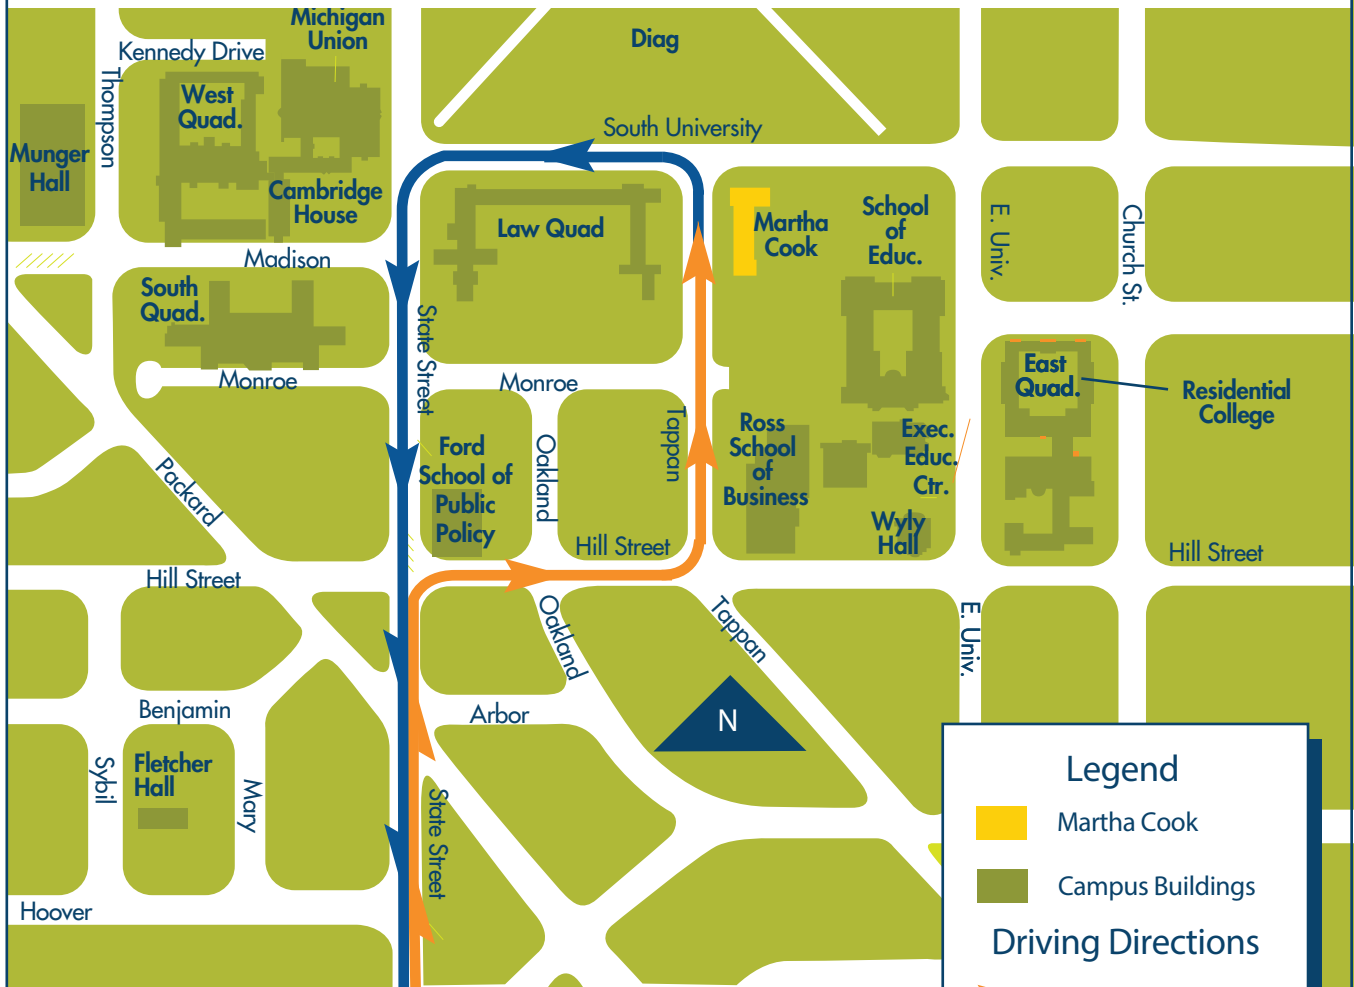 Michigan
Union
Diag
Kennedy Drive
Thompson
West
Quad.
South University
Munger
Hall
Cambridge
House
Law Quad
Martha
Cook
School
of
Educ.
E. Univ.
Church St.
Madison
South
Quad.
State Street
Monroe
Monroe
East
Quad.
Residential
College
Tappan
Ross
School
of
Business
Exec.
Educ.
Ctr.
Ford
School of
Public
Policy
Oakland
Packard
Wyly
Hall
Hill Street
Hill Street
Hill Street
Oakland
Tappan
E. Univ.
Benjamin
Arbor
N
Fletcher
Hall
Sybil
Mary
State Street
Hoover
Legend
Martha Cook
Campus Buildings
Driving Directions